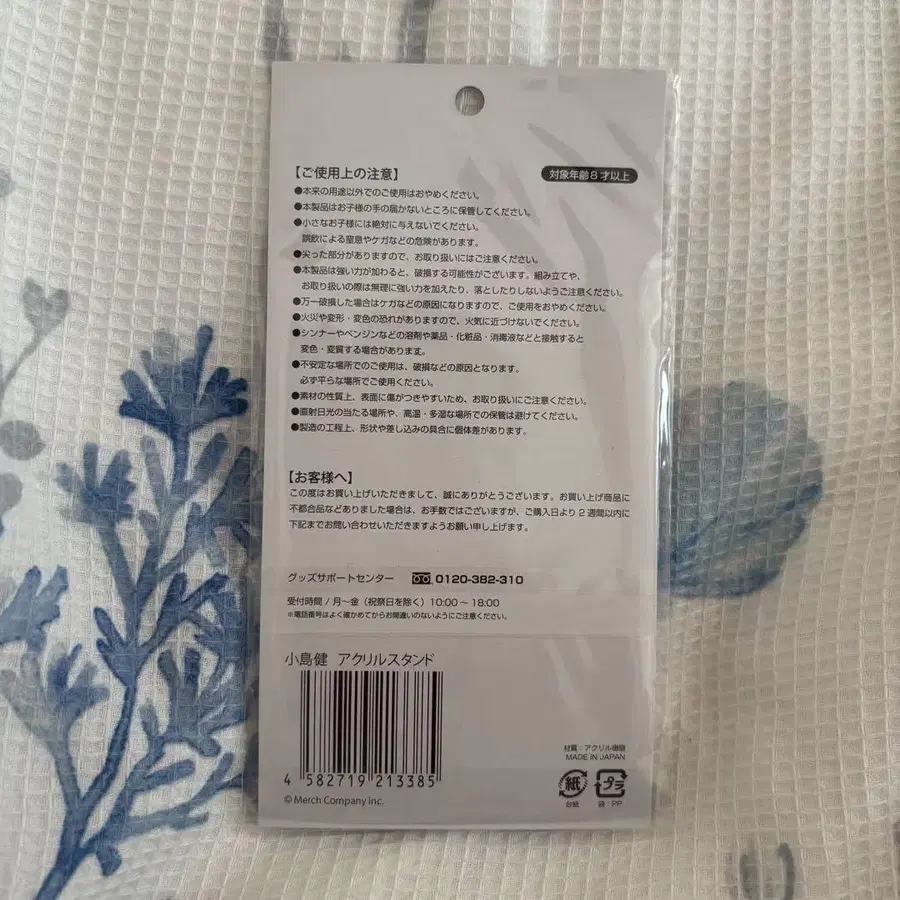 【ご使用上の注意】
対象年齢8才以上
●本来の用途以外でのご使用はおやめください。
●本製品はお子様の手の届かないところに保管してください。
●小さなお子様には絶対に与えないでください。
誤飲による窒息やケガなどの危険があります。
●尖った部分がありますので、お取り扱いにはご注意ください。
●本製品は強い力が加わると、破損する可能性がございます。組み立てや、
お取り扱いの際は無理に強い力を加えたり、落としたりしないようご注意ください。
●万一破損した場合はケガなどの原因になりますので、ご使用をおやめください。
●火災や変形・変色の恐れがありますので、火気に近づけないでください。
●シンナーやベンジンなどの溶剤や薬品・化粧品・消毒液などと接触すると
変色・変質する場合があります。
●不安定な場所でのご使用は、破損などの原因となります。
必ず平らな場所でご使用ください。
●素材の性質上、表面に傷がつきやすいため、お取り扱いにご注意ください。
●直射日光の当たる場所や、高温・多湿な場所での保管は避けてください。
●製造の工程上、形状や差し込みの具合に個体差があります。
【お客様へ】
この度はお買い上げいただきまして、誠にありがとうございます。お買い上げ商品に
不都合品などありました場合は、お手数ではございますが、ご購入日より2週間以内に
下記までお問い合わせいただきますようお願い申し上げます。
グッズサポートセンター 0120-382-310
受付時間/月〜金(祝祭日を除く)10:00〜18:00
※電話番号はよく確かめてからお間違いのないようにご注意ください。
小島健 アクリルスタンド
4 582719 213385
© Merch Company Inc.
材質:アクリル樹脂
MADE IN JAPAN
紙 プラ
台紙 袋:PP